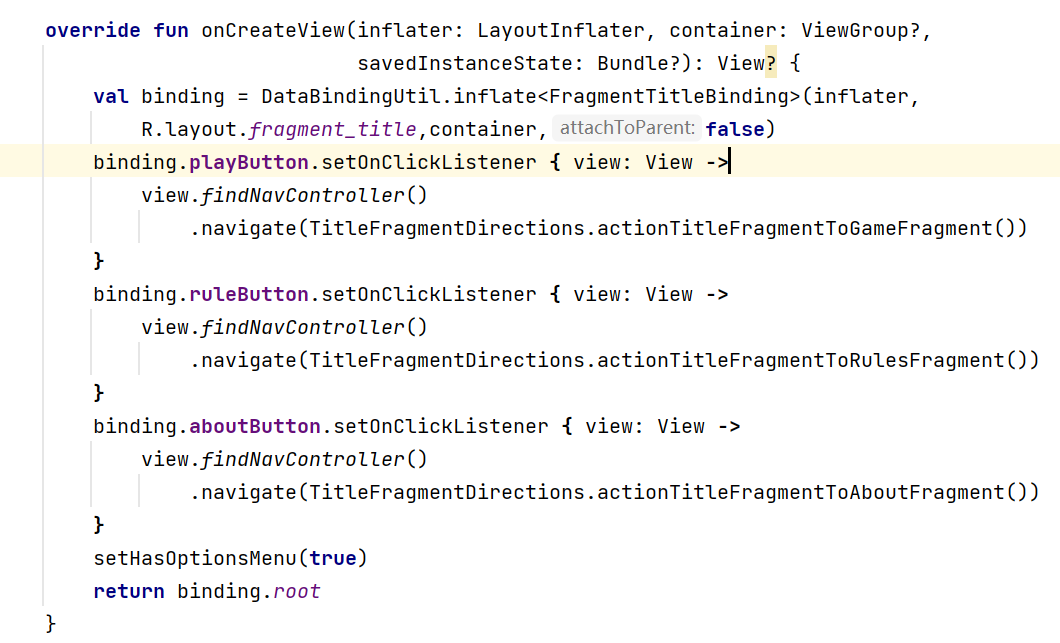 override fun onCreateView(inflater: LayoutInflater, container: ViewGroup?,
savedInstanceState: Bundle?): View? {
val binding = DataBindingUtil.inflate<FragmentTitleBinding>(inflater,
R.layout.fragment_title,container, attachToParent: false)
binding.playButton.setOnClickListener { view: View ->
view.findNavController()
.navigate(TitleFragmentDirections.actionTitleFragmentToGameFragment())
}
binding.ruleButton.setOnClickListener { view: View ->
view.findNavController()
.navigate(TitleFragmentDirections.actionTitleFragmentToRulesFragment())
}
binding.aboutButton.setOnClickListener { view: View ->
view.findNavController()
.navigate(TitleFragmentDirections.actionTitleFragmentToAboutFragment())
}
setHasOptionsMenu(true)
return binding.root
}